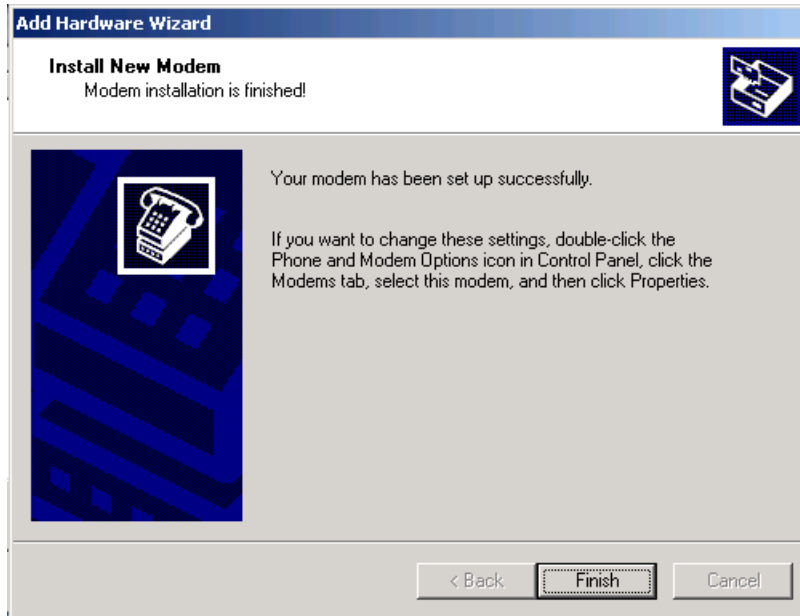 Add Hardware Wizard
Install New Modem
Modem installation is finished!
Your modem has been set up successfully.
If you want to change these settings, double-click the
Phone and Modem Options icon in Control Panel, click the
Modems tab, select this modem, and then click Properties.
< Back Finish Cancel